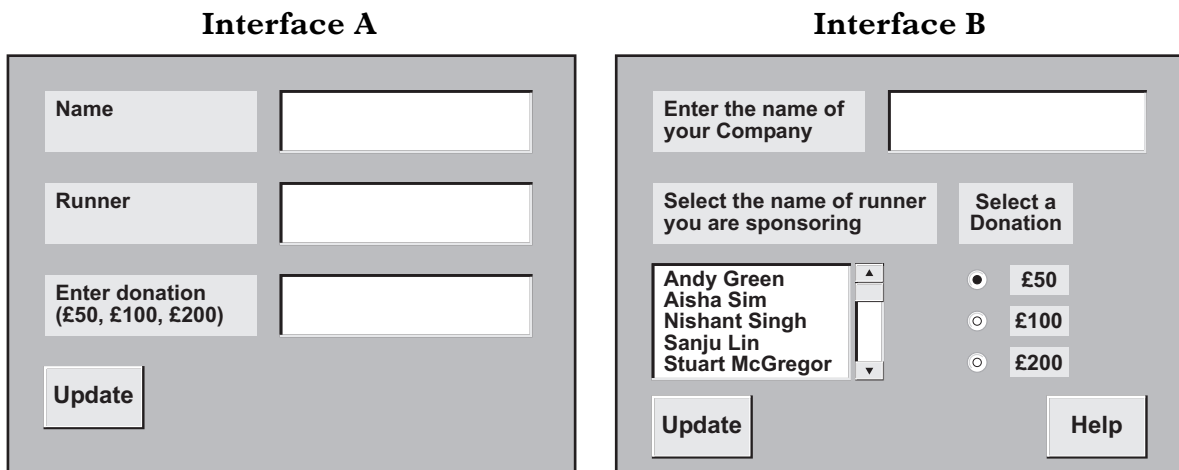 Interface A
Name
Runner
Enter donation
(£50, £100, £200)
Update
Interface B
Enter the name of
your Company
Select the name of runner
you are sponsoring
Select a
Donation
Andy Green
Aisha Sim
Nishant Singh
Sanju Lin
Stuart McGregor
£50
£100
£200
Update
Help